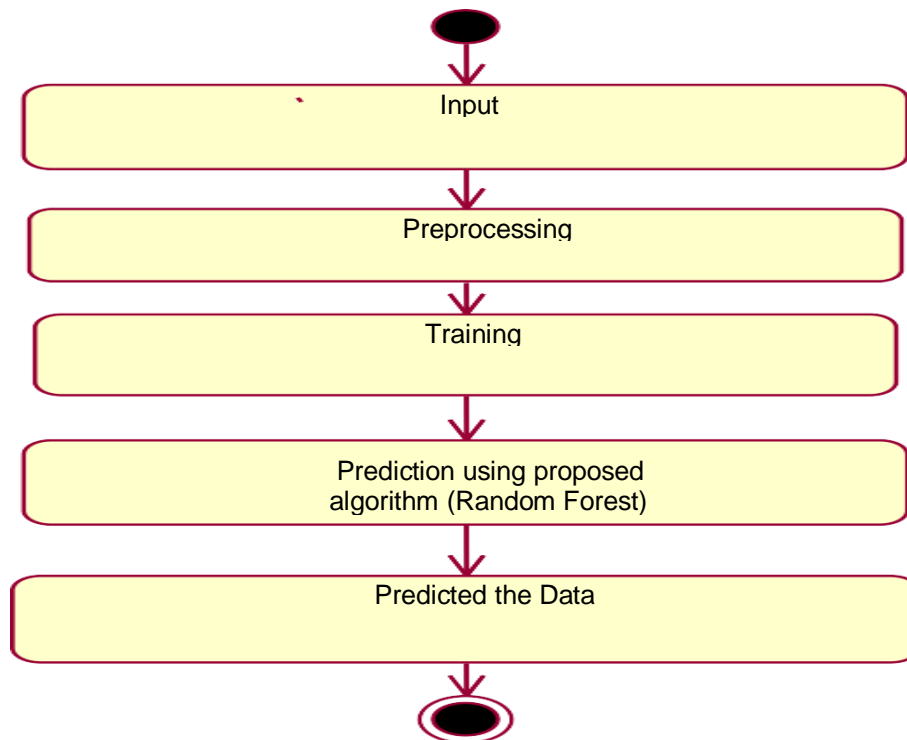 Input
Preprocessing
Training
Prediction using proposed
algorithm (Random Forest)
Predicted the Data